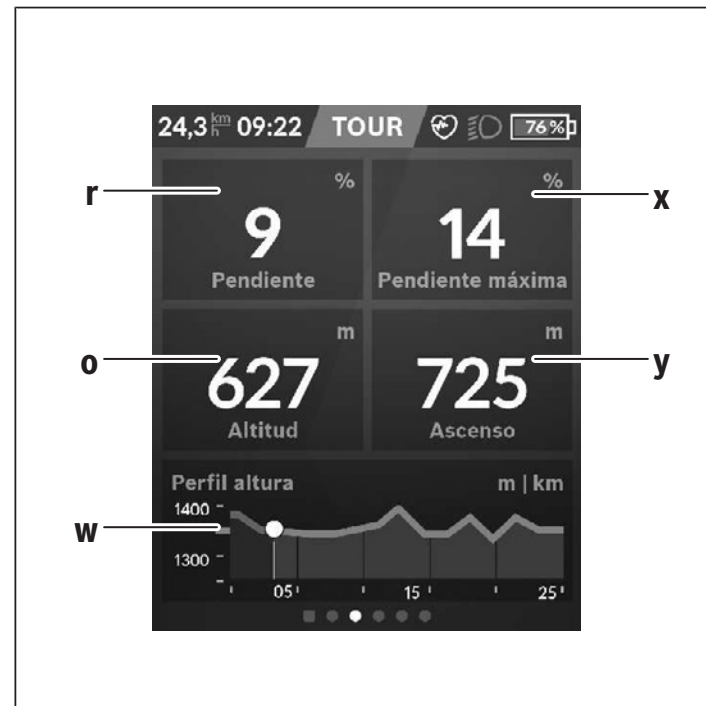 24,3 km/h 09:22 TOUR 76%
r % % x
9 14
Pendiente Pendiente máxima
o m m y
627 725
Altitud Ascenso
Perfil altura m | km
1400
w
1300
05 15 25